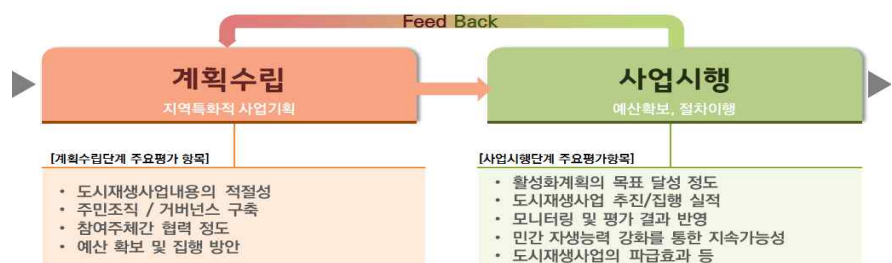 Feed Back
계획수립
지역특화적 사업기획
사업시행
예산확보, 절차이행
[계획수립단계 주요평가 항목]
• 도시재생사업내용의 적절성
• 주민조직 / 거버넌스 구축
• 참여주체간 협력 정도
• 예산 확보 및 집행 방안
[사업시행단계 주요평가항목]
• 활성화계획의 목표 달성 정도
• 도시재생사업 추진/집행 실적
• 모니터링 및 평가 결과 반영
• 민간 자생능력 강화를 통한 지속가능성
• 도시재생사업의 파급효과 등